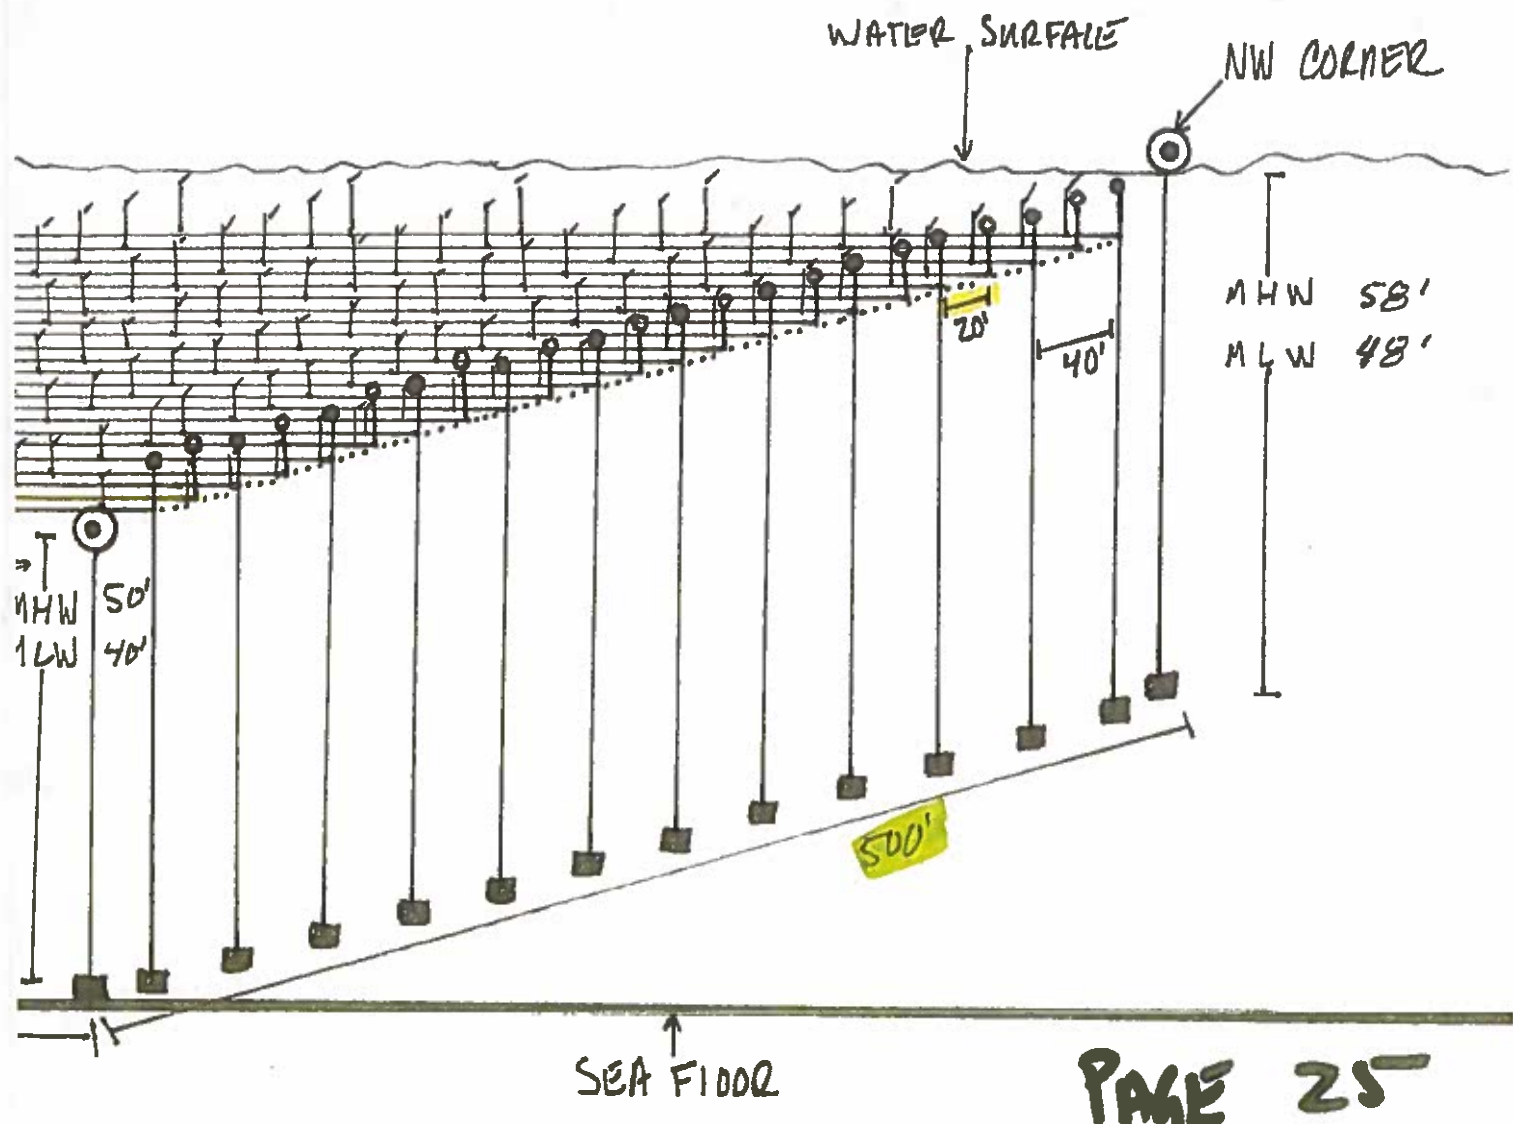 WATER SURFACE
NW CORNER
MHW 58'
MLW 48'
20'
40'
MHW 50'
MLW 40'
500'
SEA FLOOR
PAGE 25